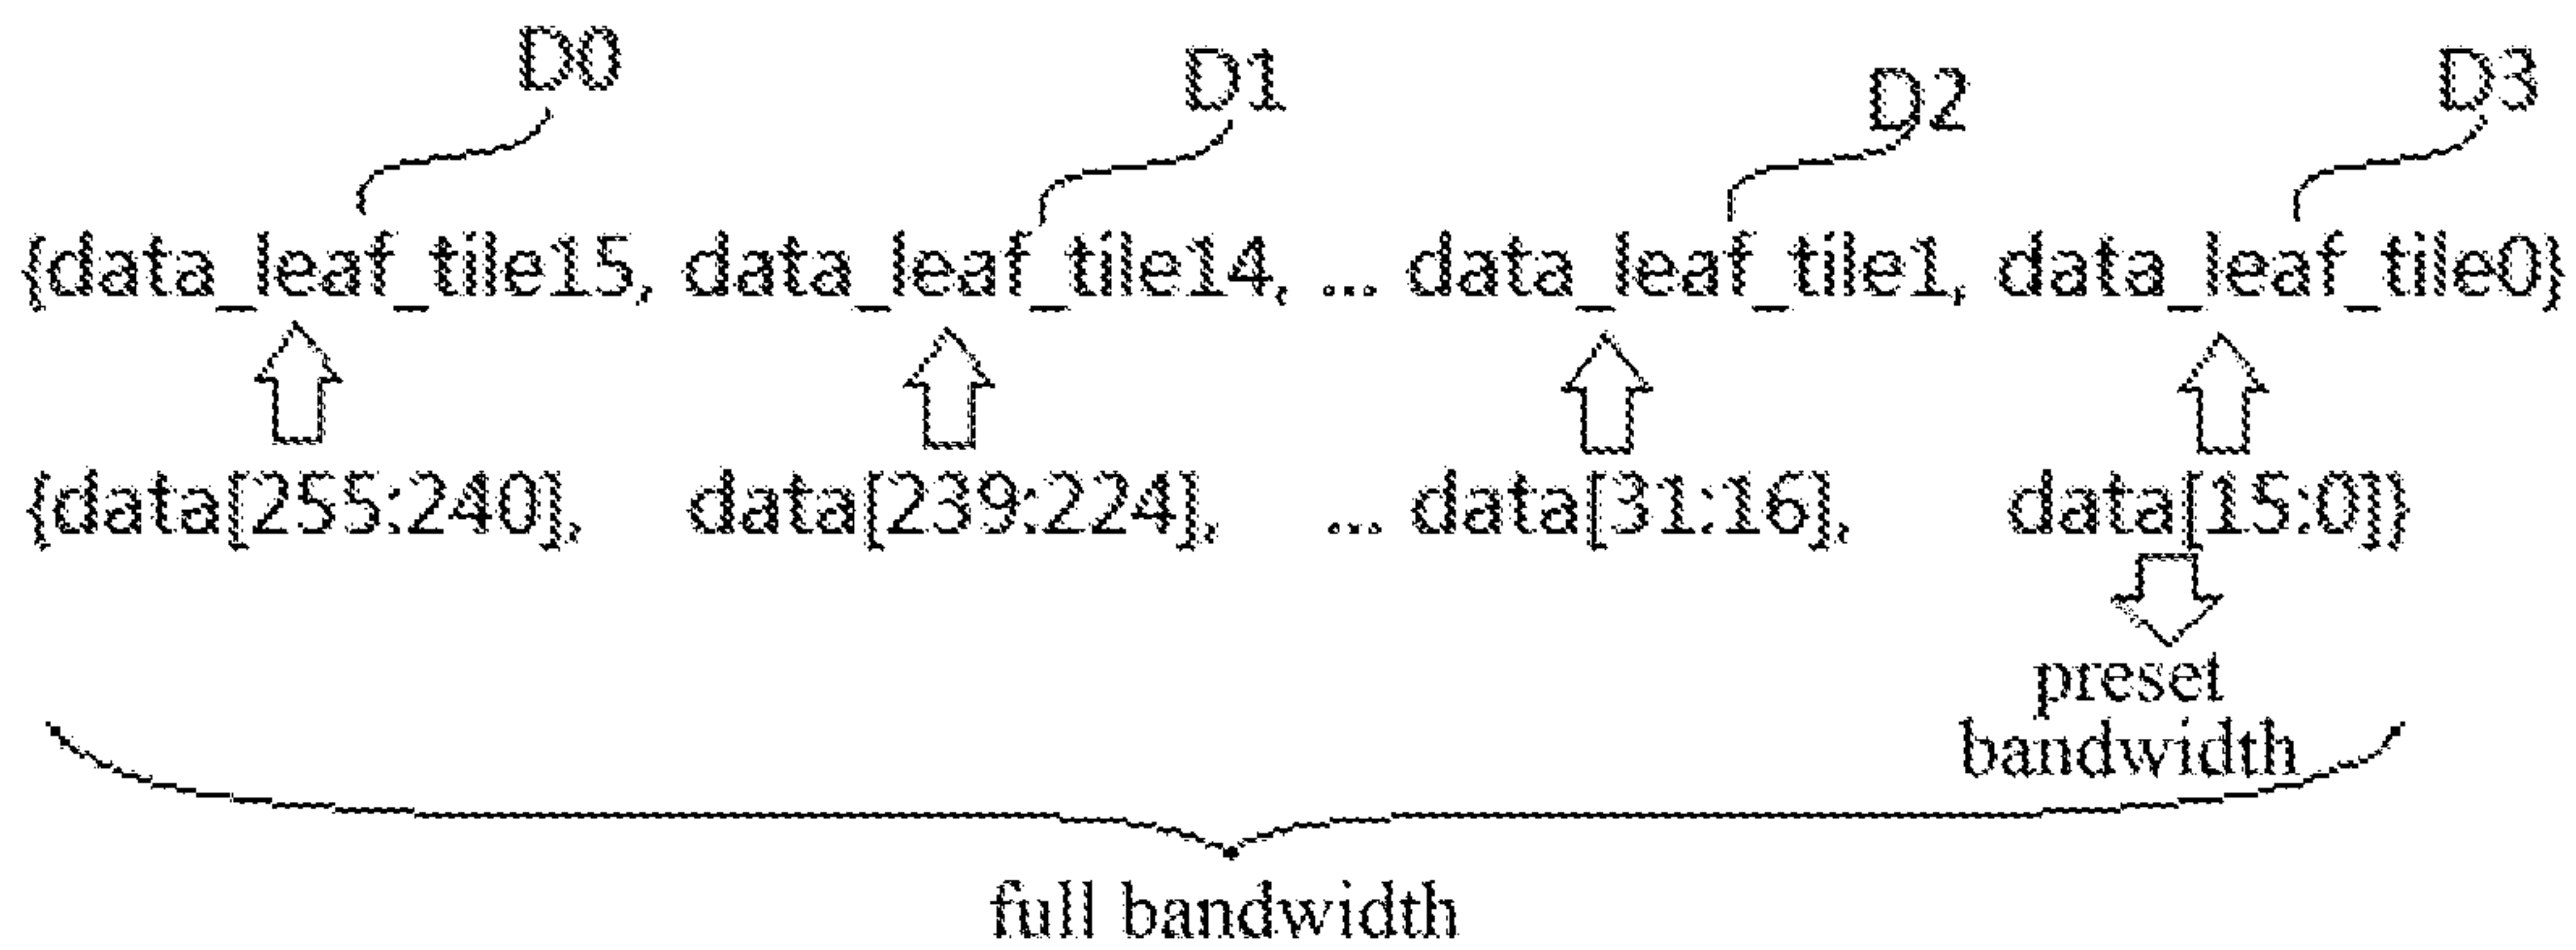 D0 D1 D2 D3
{data_leaf_tile15, data_leaf_tile14, ... data_leaf_tile1, data_leaf_tile0}
{data[255:240], data[239:224], ... data[31:16], data[15:0]}
preset
bandwidth
full bandwidth